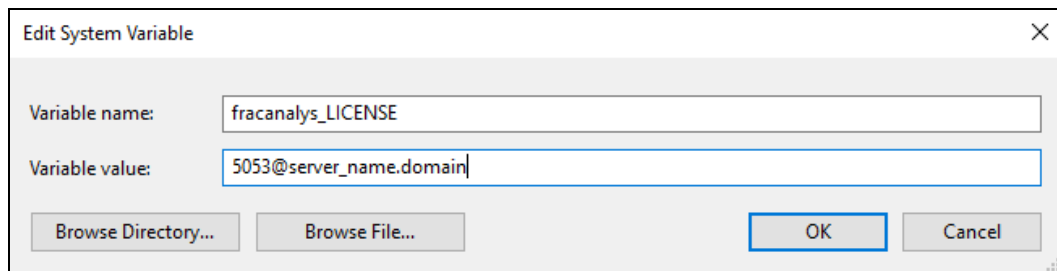 Edit System Variable
Variable name: fracanalys_LICENSE
Variable value: 5053@server_name.domain
Browse Directory... Browse File... OK Cancel